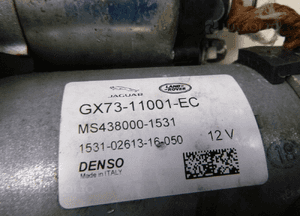 JAGUAR LAND ROVER
GX73-11001-EC
MS438000-1531
1531-02613-16-050 12 V
DENSO
Made in ITALY